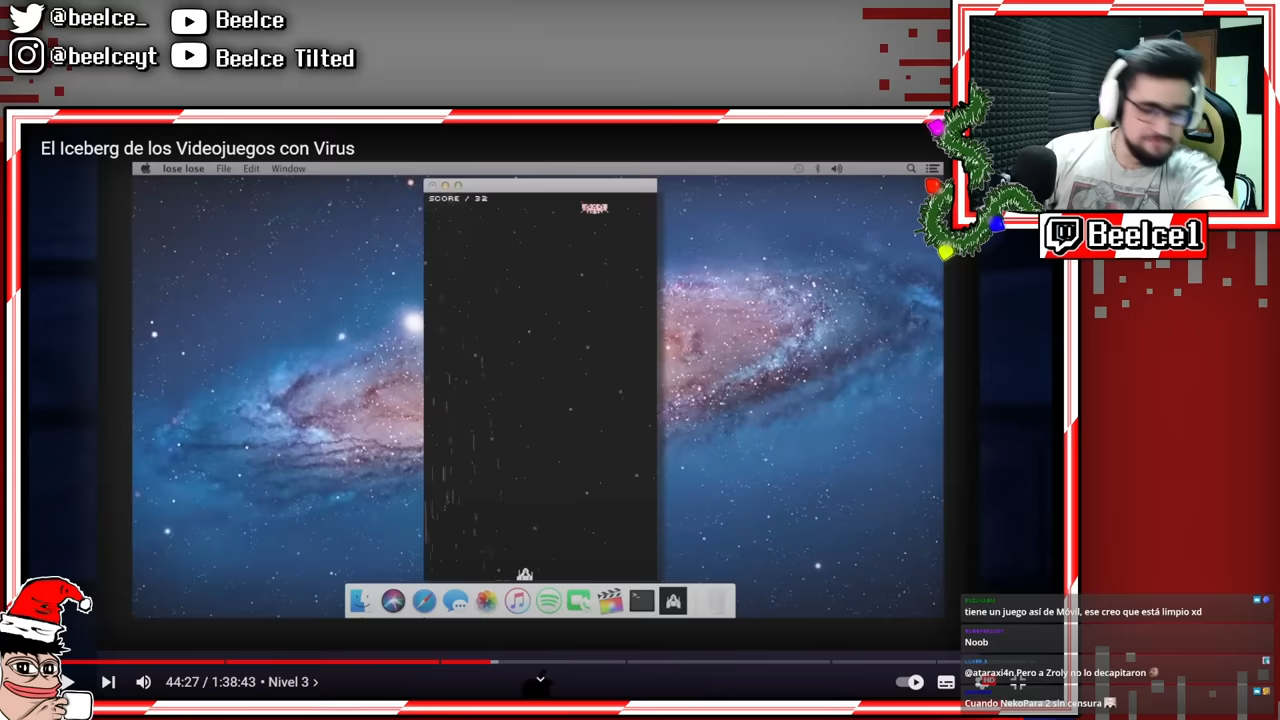 @beelce_
Beelce
@beelceyt
Beelce Tilted
El Iceberg de los Videojuegos con Virus
lose lose File Edit Window
SCORE / 32
Beelce1
tiene un juego así de Móvil, ese creo que está limpio xd
Noob
@ataraxi4n Pero a Zroly no lo decapitaron
Cuando NekoPara 2 sin censura
44:27 / 1:38:43 • Nivel 3 ›